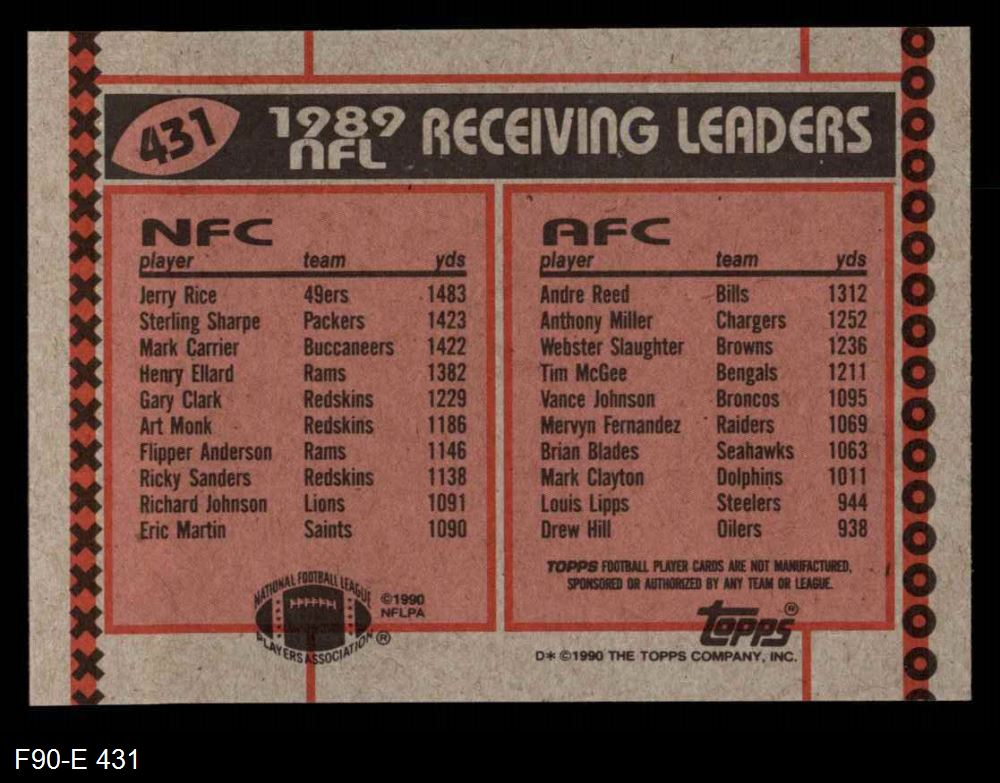 431
1989 NFL RECEIVING LEADERS
NFC
player team yds
Jerry Rice 49ers 1483
Sterling Sharpe Packers 1423
Mark Carrier Buccaneers 1422
Henry Ellard Rams 1382
Gary Clark Redskins 1229
Art Monk Redskins 1186
Flipper Anderson Rams 1146
Ricky Sanders Redskins 1138
Richard Johnson Lions 1091
Eric Martin Saints 1090
NATIONAL FOOTBALL LEAGUE
PLAYERS ASSOCIATION ®
©1990
NFLPA
AFC
player team yds
Andre Reed Bills 1312
Anthony Miller Chargers 1252
Webster Slaughter Browns 1236
Tim McGee Bengals 1211
Vance Johnson Broncos 1095
Mervyn Fernandez Raiders 1069
Brian Blades Seahawks 1063
Mark Clayton Dolphins 1011
Louis Lipps Steelers 944
Drew Hill Oilers 938
TOPPS FOOTBALL PLAYER CARDS ARE NOT MANUFACTURED,
SPONSORED OR AUTHORIZED BY ANY TEAM OR LEAGUE.
topps ®
D* ©1990 THE TOPPS COMPANY, INC.
F90-E 431